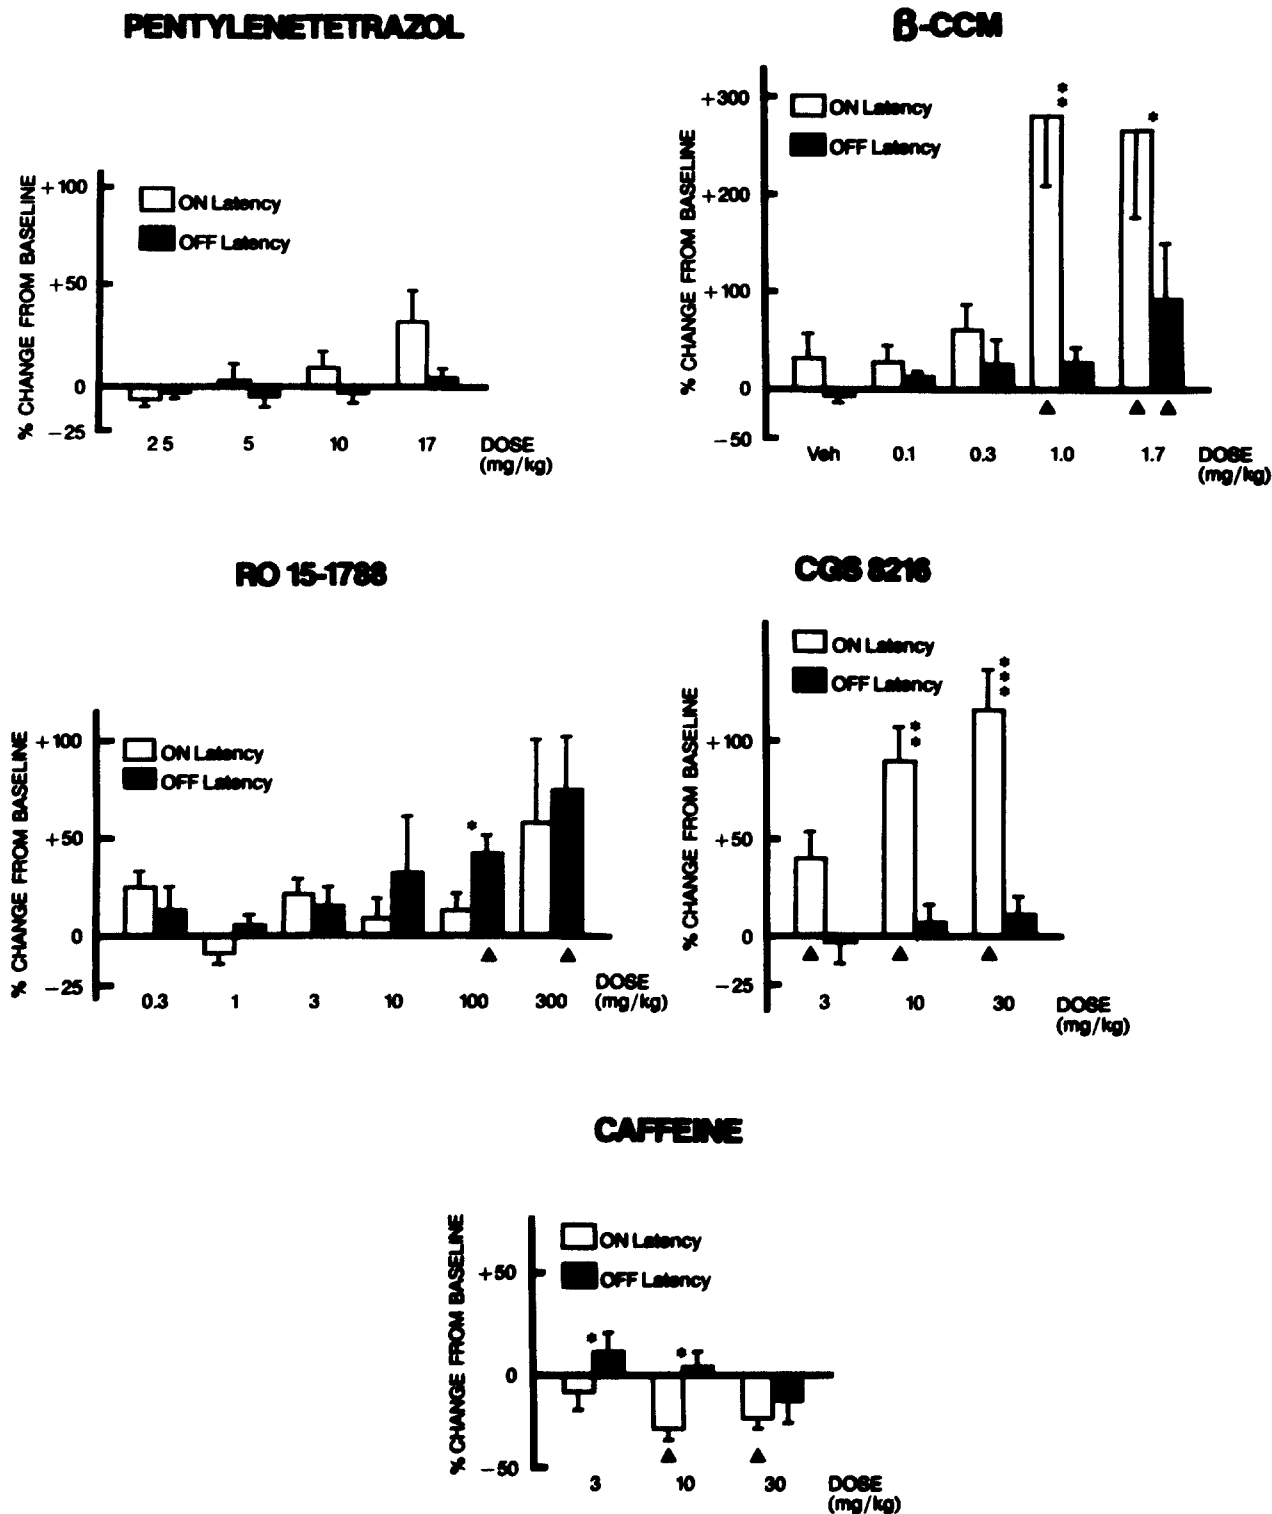 PENTYLENETETRAZOL
% CHANGE FROM BASELINE
+100
+50
0
−25
ON Latency
OFF Latency
2 5
5
10
17
DOSE
(mg/kg)
β-CCM
% CHANGE FROM BASELINE
+300
+200
+100
0
−50
ON Latency
OFF Latency
**
*
Veh
0.1
0.3
1.0
1.7
DOSE
(mg/kg)
RO 15-1788
% CHANGE FROM BASELINE
+100
+50
0
−25
ON Latency
OFF Latency
*
0.3
1
3
10
100
300
DOSE
(mg/kg)
CGS 8216
% CHANGE FROM BASELINE
+100
+50
0
−25
ON Latency
OFF Latency
**
***
3
10
30
DOSE
(mg/kg)
CAFFEINE
% CHANGE FROM BASELINE
+50
0
−50
ON Latency
OFF Latency
*
*
3
10
30
DOSE
(mg/kg)